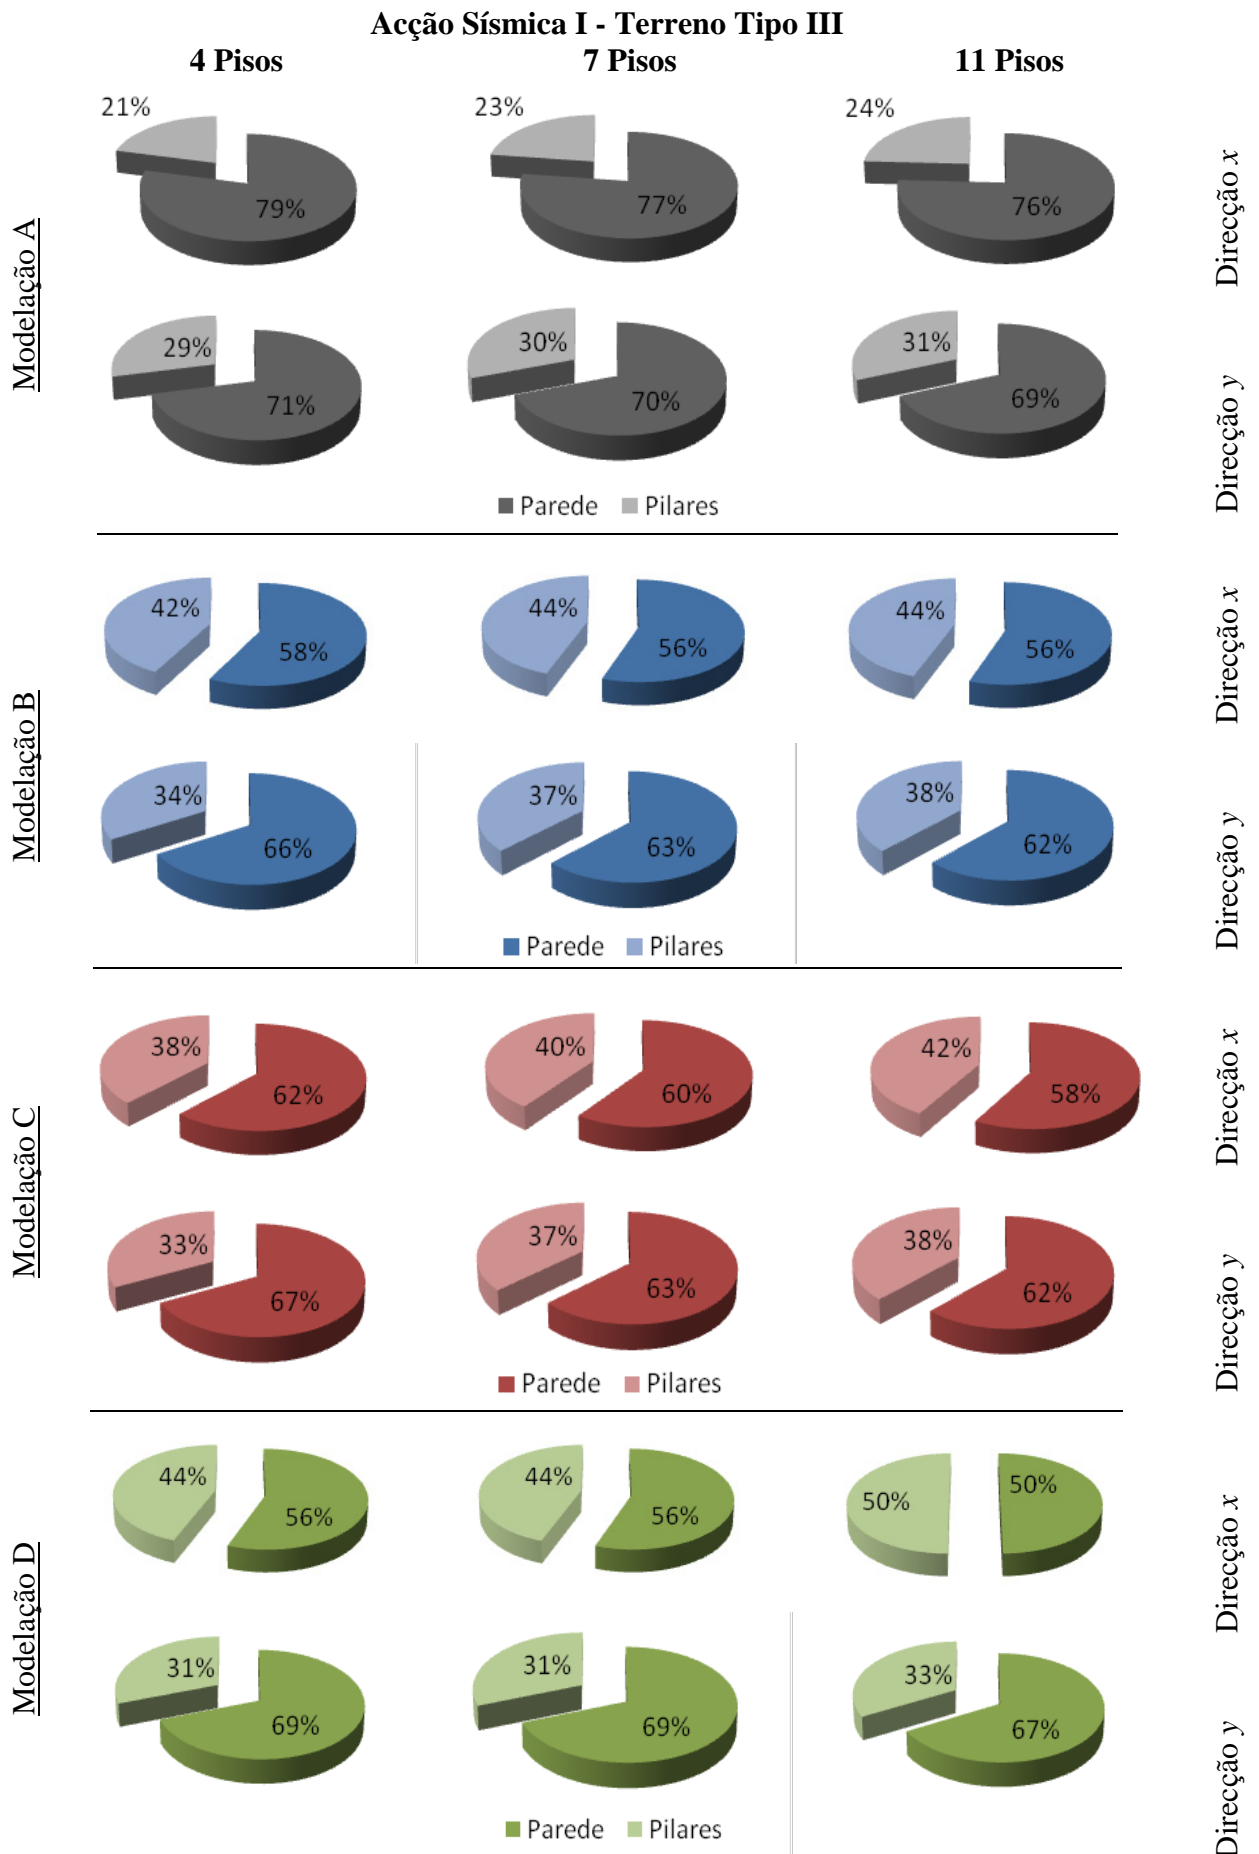 Acção Sísmica I - Terreno Tipo III
4 Pisos 7 Pisos 11 Pisos
Modelação A
21% 79% 23% 77% 24% 76%
Direcção x
29% 71% 30% 70% 31% 69%
Direcção y
Parede Pilares
Modelação B
42% 58% 44% 56% 44% 56%
Direcção x
34% 66% 37% 63% 38% 62%
Direcção y
Parede Pilares
Modelação C
38% 62% 40% 60% 42% 58%
Direcção x
33% 67% 37% 63% 38% 62%
Direcção y
Parede Pilares
Modelação D
44% 56% 44% 56% 50% 50%
Direcção x
31% 69% 31% 69% 33% 67%
Direcção y
Parede Pilares